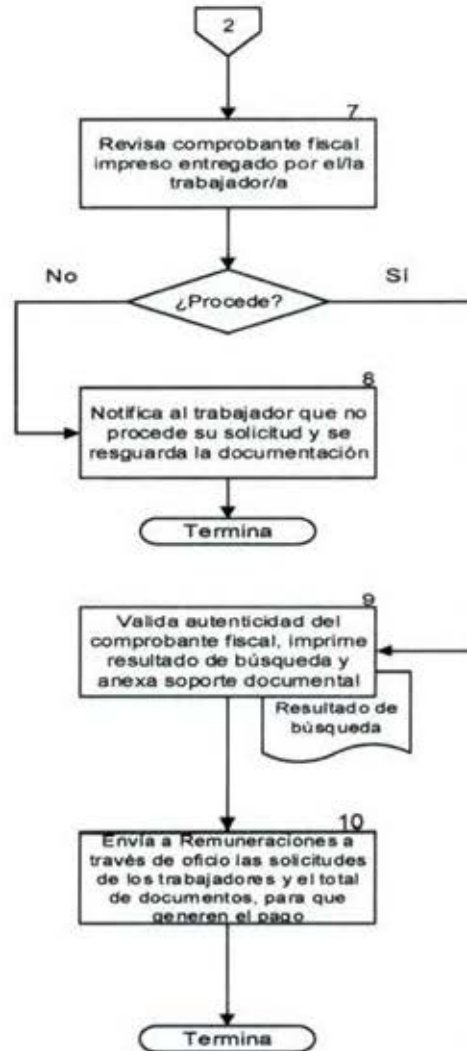 2
7
Revisa comprobante fiscal
impreso entregado por el/la
trabajador/a
No
Sí
¿Procede?
8
Notifica al trabajador que no
procede su solicitud y se
resguarda la documentación
Termina
9
Valida autenticidad del
comprobante fiscal, imprime
resultado de búsqueda y
anexa soporte documental
Resultado de
búsqueda
10
Envía a Remuneraciones a
través de oficio las solicitudes
de los trabajadores y el total
de documentos, para que
generen el pago
Termina